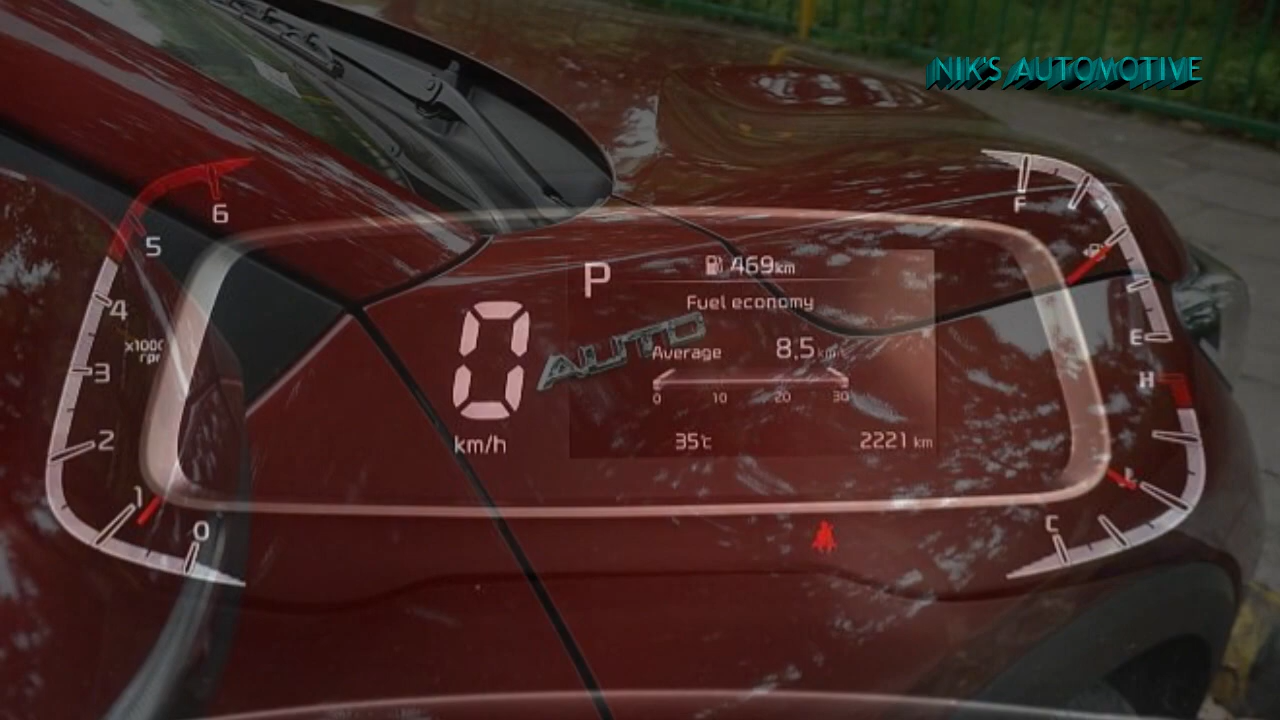 NIK'S AUTOMOTIVE
6
5
4
x1000
rpm
3
2
1
0
0
km/h
P
469km
Fuel economy
AUTO
Average 8.5 km/L
0 10 20 30
35℃
2221 km
F
E
H
C